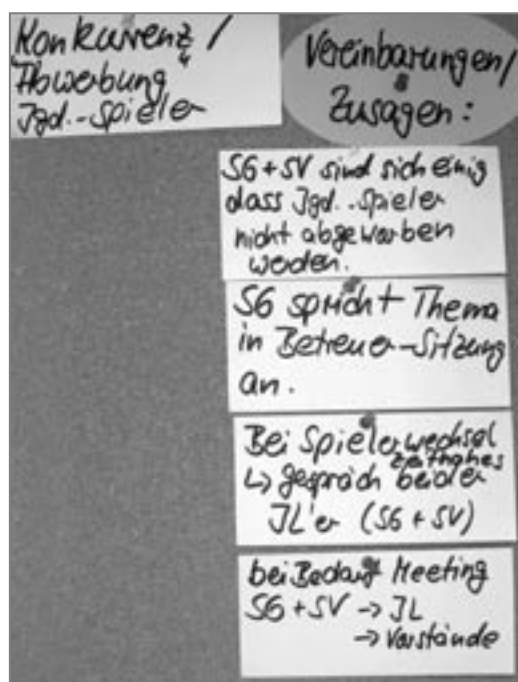 Konkurrenz /
Abwerbung
Jgd.-Spieler
Vereinbarungen/
Zusagen:
SG + SV sind sich einig
dass Jgd.-Spieler
nicht abgeworben
werden.
SG spricht Thema
in Betreuer-Sitzung
an.
Bei Spielerwechsel
zeitnahes
↳ gespräch beider
JL'er (SG + SV)
bei Bedarf Meeting
SG + SV → JL
→ Vorstände